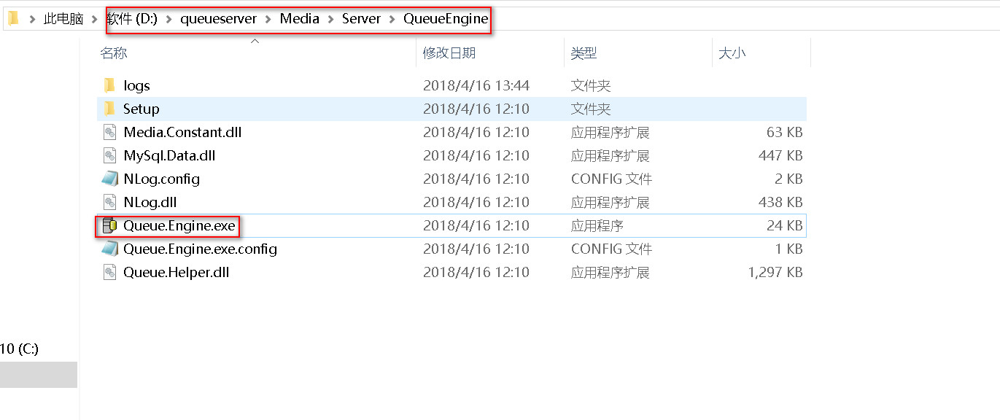 此电脑 > 软件 (D:) > queueserver > Media > Server > QueueEngine
名称 修改日期 类型 大小
logs 2018/4/16 13:44 文件夹
Setup 2018/4/16 12:10 文件夹
Media.Constant.dll 2018/4/16 12:10 应用程序扩展 63 KB
MySql.Data.dll 2018/4/16 12:10 应用程序扩展 447 KB
NLog.config 2018/4/16 12:10 CONFIG 文件 2 KB
NLog.dll 2018/4/16 12:10 应用程序扩展 438 KB
Queue.Engine.exe 2018/4/16 12:10 应用程序 24 KB
Queue.Engine.exe.config 2018/4/16 12:10 CONFIG 文件 1 KB
Queue.Helper.dll 2018/4/16 12:10 应用程序扩展 1,297 KB
10 (C:)